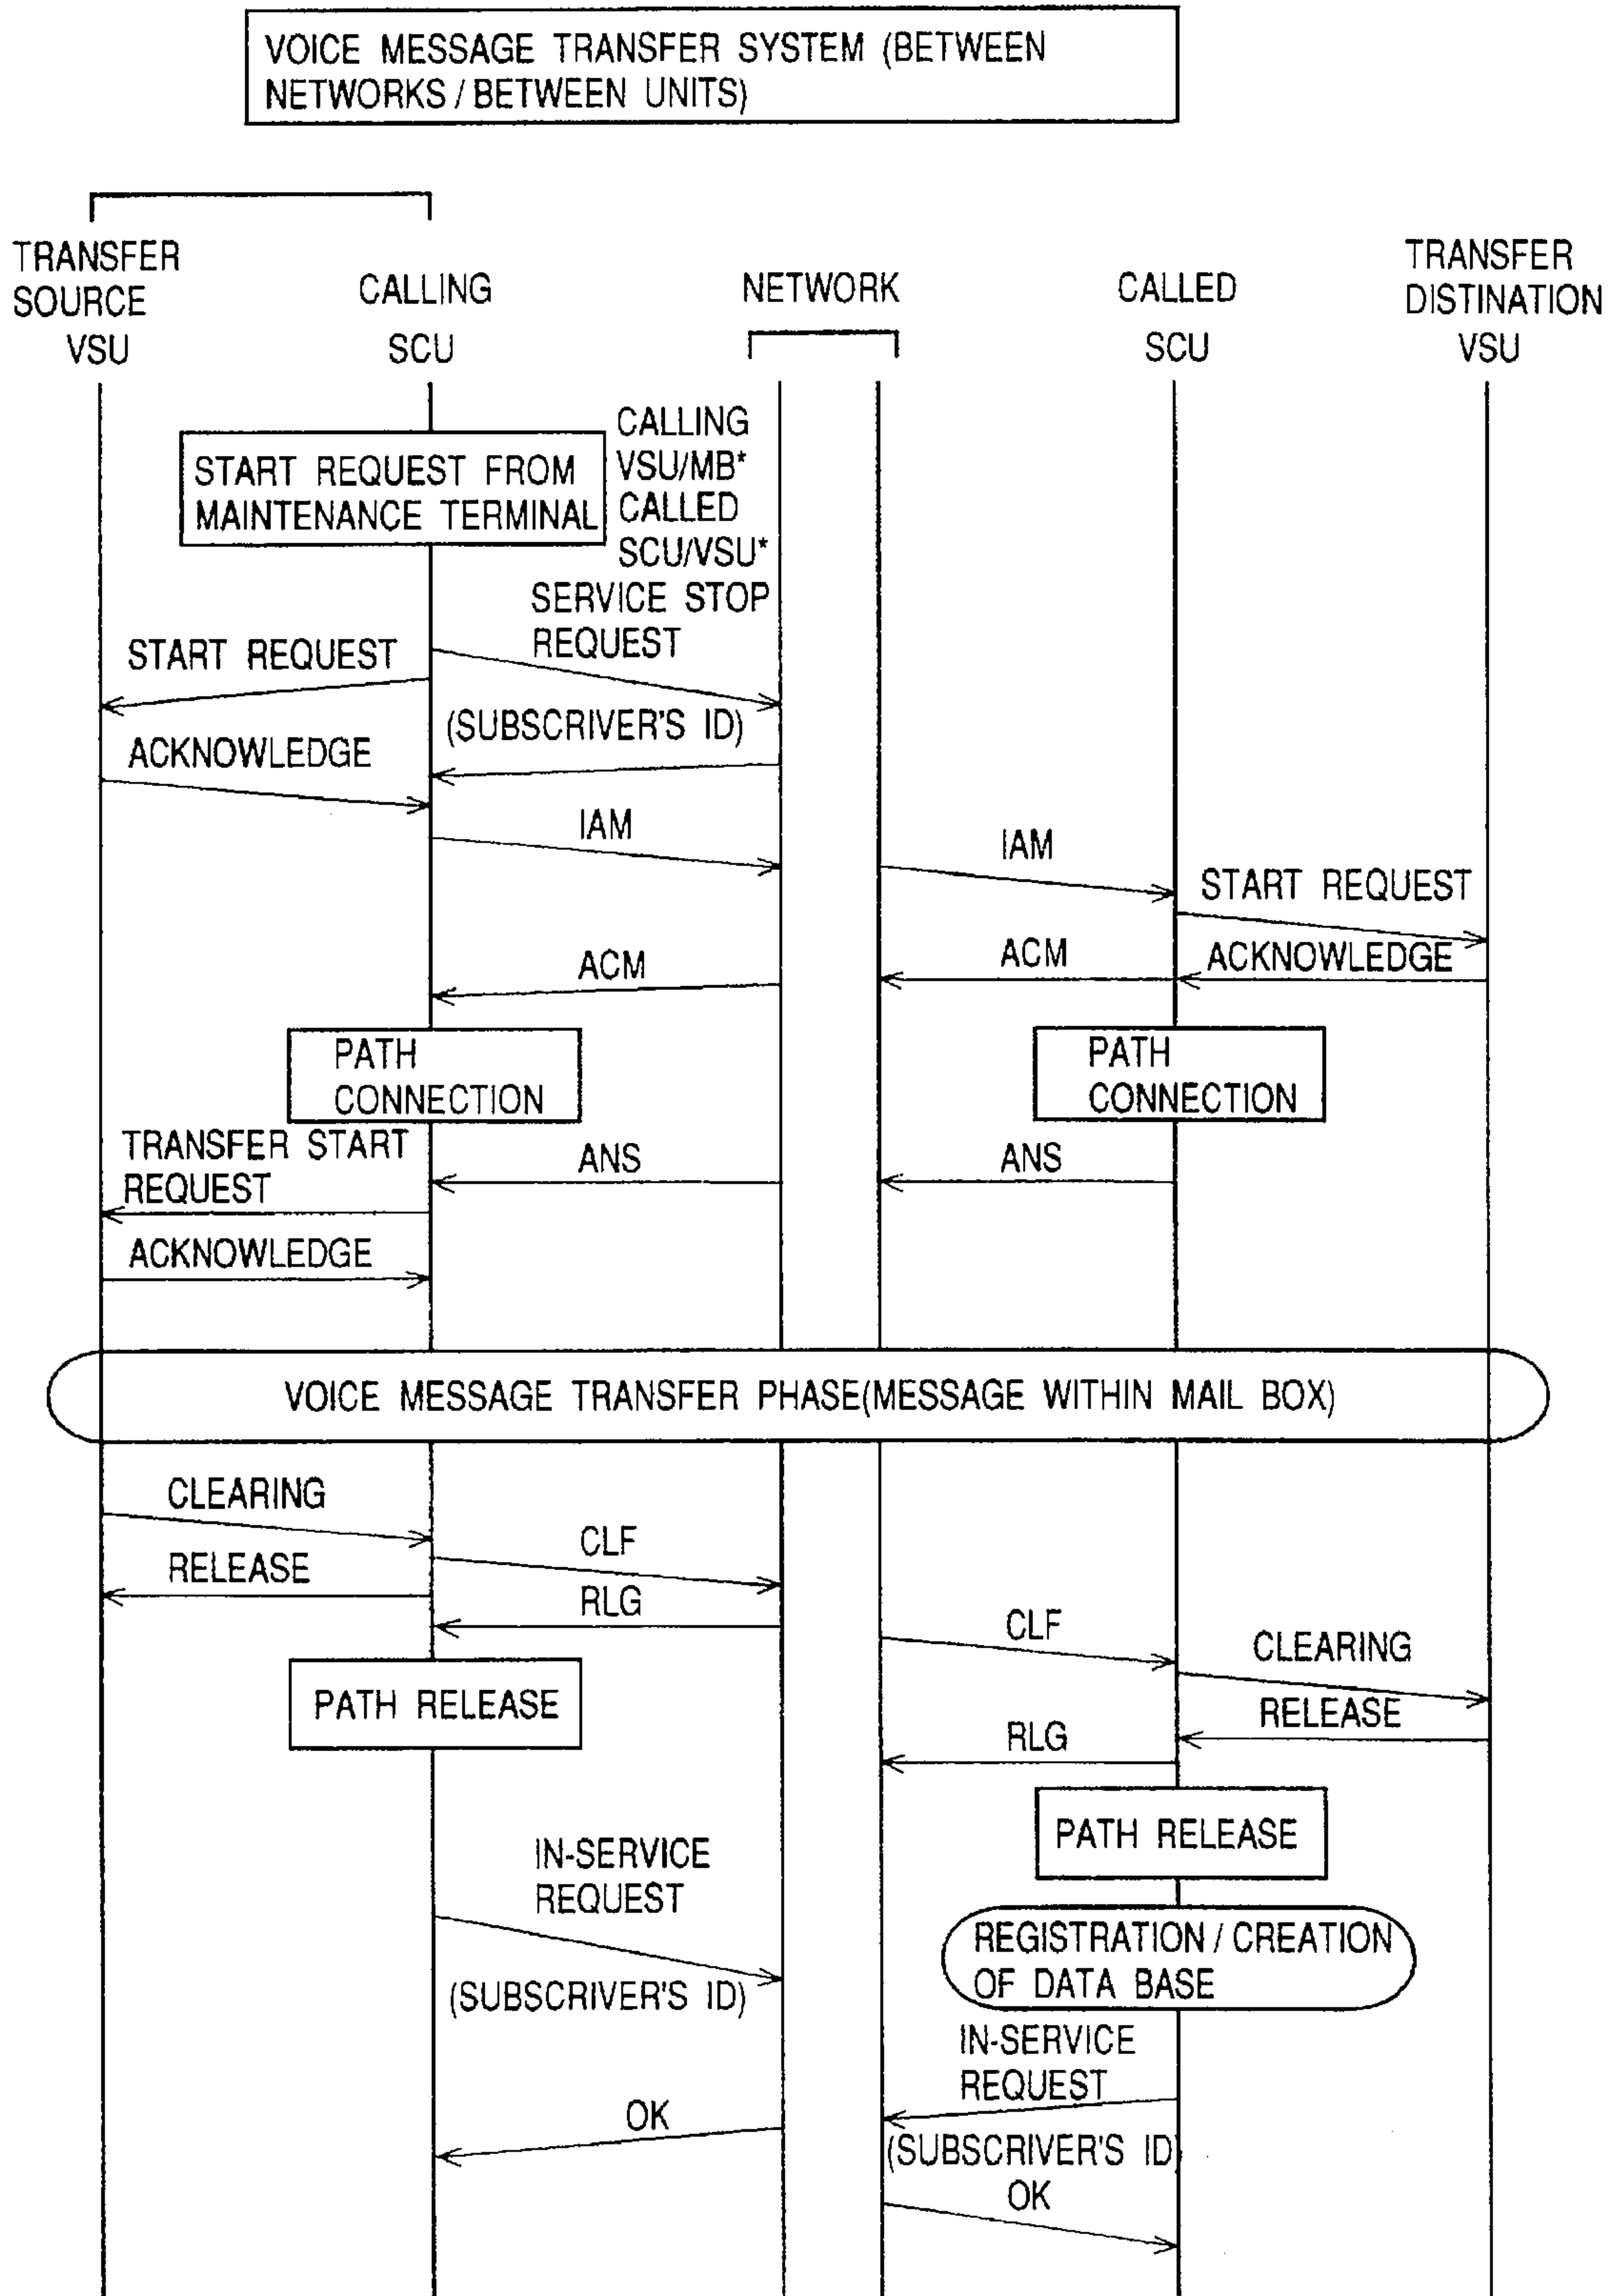 VOICE MESSAGE TRANSFER SYSTEM (BETWEEN
NETWORKS / BETWEEN UNITS)
TRANSFER
SOURCE
VSU
CALLING
SCU
NETWORK
CALLED
SCU
TRANSFER
DISTINATION
VSU
START REQUEST FROM
MAINTENANCE TERMINAL
CALLING
VSU/MB*
CALLED
SCU/VSU*
SERVICE STOP
REQUEST
START REQUEST
(SUBSCRIVER'S ID)
ACKNOWLEDGE
IAM
IAM
START REQUEST
ACM
ACM
ACKNOWLEDGE
PATH
CONNECTION
PATH
CONNECTION
TRANSFER START
REQUEST
ANS
ANS
ACKNOWLEDGE
VOICE MESSAGE TRANSFER PHASE(MESSAGE WITHIN MAIL BOX)
CLEARING
CLF
RELEASE
RLG
CLF
CLEARING
PATH RELEASE
RELEASE
RLG
PATH RELEASE
IN-SERVICE
REQUEST
(SUBSCRIVER'S ID)
REGISTRATION / CREATION
OF DATA BASE
IN-SERVICE
REQUEST
OK
(SUBSCRIVER'S ID)
OK